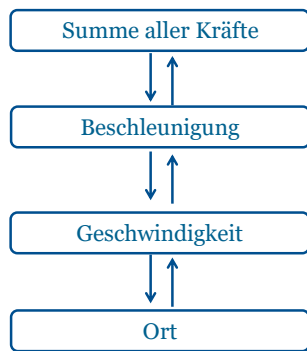 Summe aller Kräfte
Beschleunigung
Geschwindigkeit
Ort